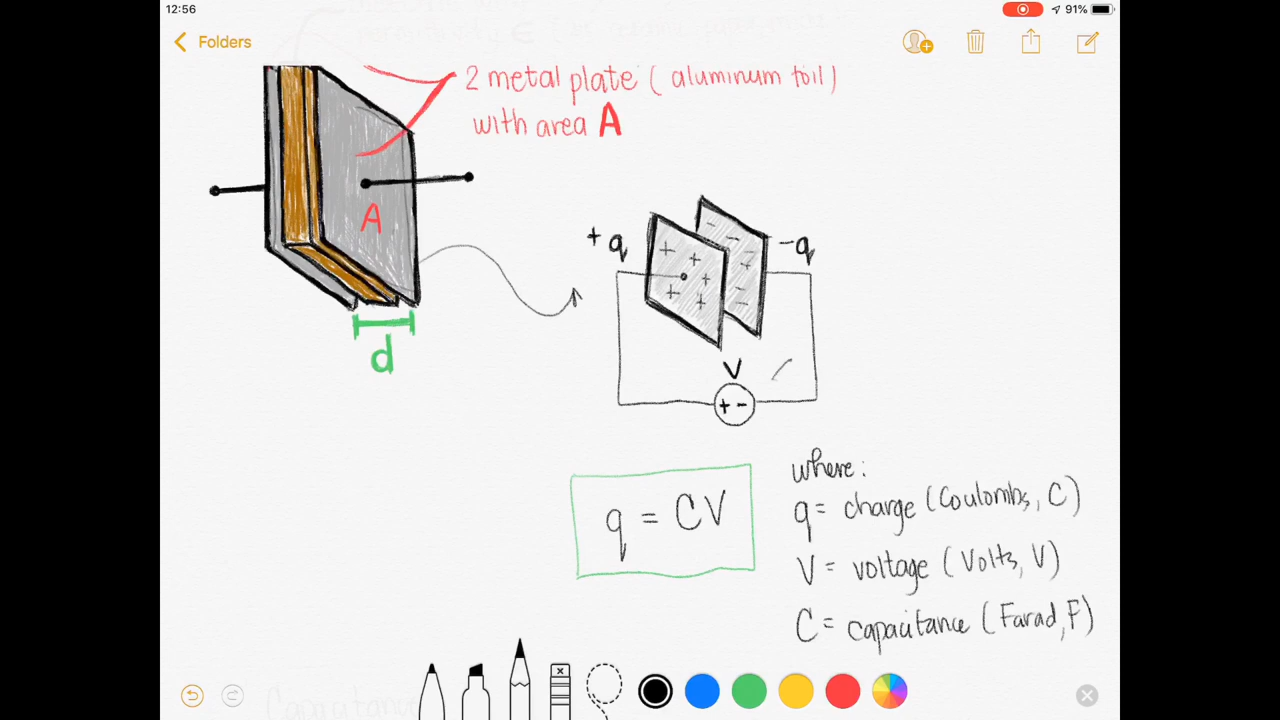 12:56
91%
Folders
2 metal plate (aluminum foil)
with area A
A
d
+q
-q
V
+ -
q = CV
where:
q = charge (Coulombs, C)
V = voltage (Volts, V)
C = capacitance (Farad, F)
Capacitance